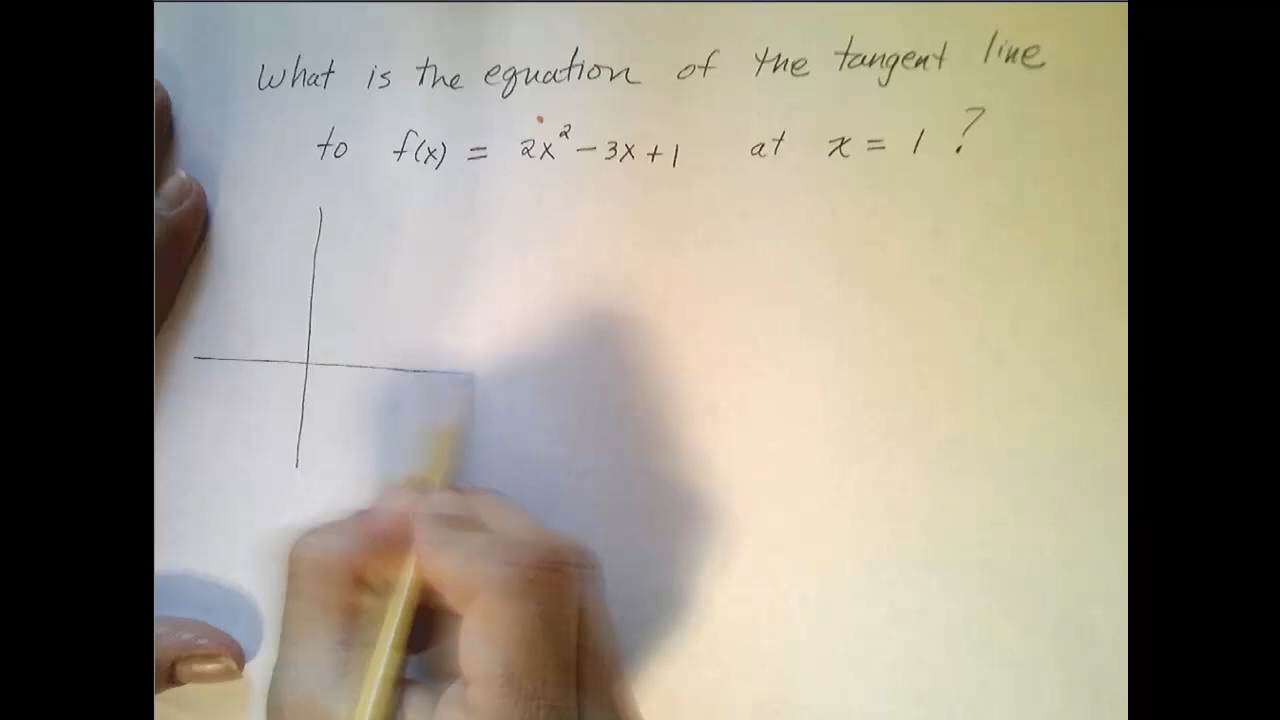 What is the equation of the tangent line
to f(x) = 2x² - 3x + 1 at x = 1 ?